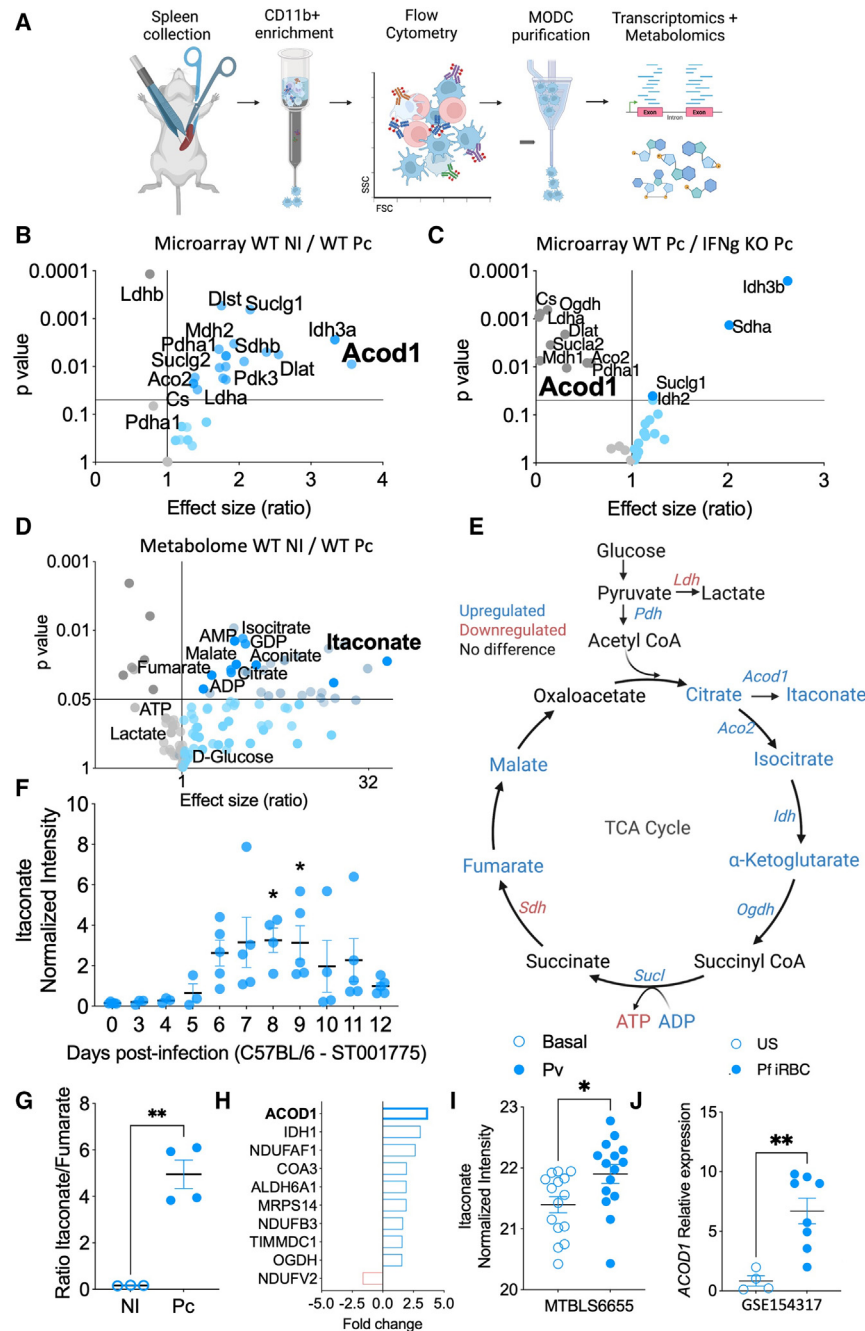 A
Spleen
collection
CD11b+
enrichment
Flow
Cytometry
MODC
purification
Transcriptomics +
Metabolomics
SSC
FSC
Exon
Intron
Exon
B
Microarray WT NI / WT Pc
p value
0.0001
0.001
0.01
0.1
1
Ldhb
Dlst
Suclg1
Mdh2
Idh3a
Pdha1
Sdhb
Acod1
Suclg2
Dlat
Aco2
Pdk3
Cs
Ldha
Pdha1
0
1
2
3
4
Effect size (ratio)
C
Microarray WT Pc / IFNg KO Pc
p value
0.0001
0.001
0.01
0.1
1
Idh3b
Cs
Ogdh
Ldha
Sdha
Dlat
Sucla2
Mdh1
Aco2
Pdha1
Acod1
Suclg1
Idh2
0
1
2
3
Effect size (ratio)
D
Metabolome WT NI / WT Pc
p value
0.001
0.01
0.05
1
Isocitrate
AMP
GDP
Itaconate
Malate
Aconitate
Fumarate
Citrate
ADP
ATP
Lactate
D-Glucose
1
32
Effect size (ratio)
E
Glucose
Pyruvate
Ldh
Lactate
Upregulated
Downregulated
No difference
Pdh
Acetyl CoA
Oxaloacetate
Citrate
Acod1
Itaconate
Aco2
Malate
Isocitrate
TCA Cycle
Idh
Fumarate
α-Ketoglutarate
Sdh
Ogdh
Succinate
Succinyl CoA
Sucl
ATP
ADP
F
Itaconate
Normalized Intensity
10
8
6
4
2
0
*
*
0 3 4 5 6 7 8 9 10 11 12
Days post-infection (C57BL/6 - ST001775)
G
Ratio Itaconate/Fumarate
8
6
4
2
0
**
NI
Pc
H
ACOD1
IDH1
NDUFAF1
COA3
ALDH6A1
MRPS14
NDUFB3
TIMMDC1
OGDH
NDUFV2
-5.0
-2.5
0.0
2.5
5.0
Fold change
Basal
Pv
I
Itaconate
Normalized Intensity
23
22
21
20
*
MTBLS6655
US
Pf iRBC
J
ACOD1 Relative expression
15
10
5
0
**
GSE154317